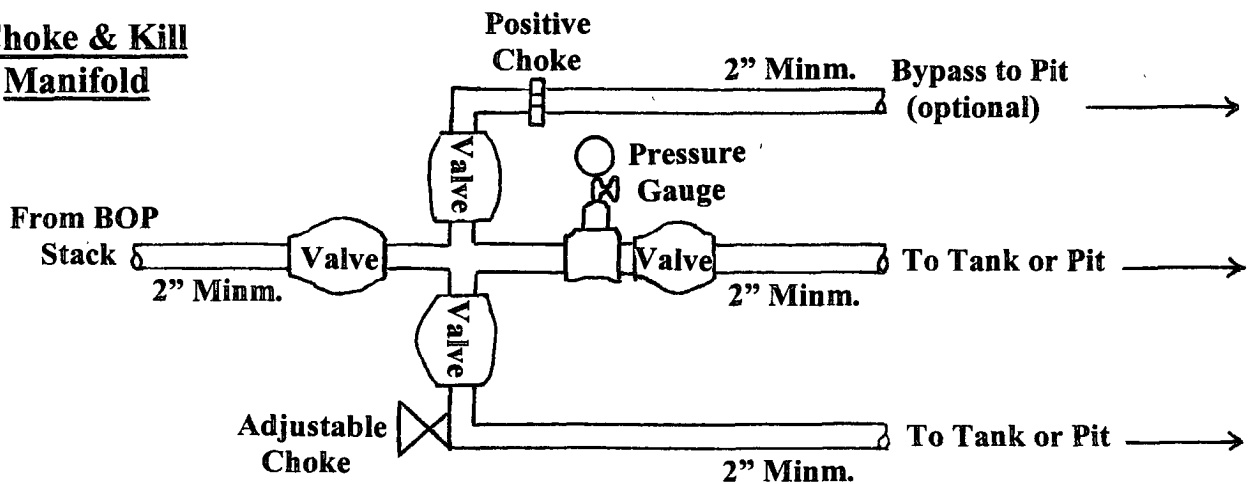 Choke & Kill
Manifold
Positive
Choke
2” Minm.
Bypass to Pit
(optional)
Valve
Pressure
Gauge
From BOP
Stack
Valve
Valve
To Tank or Pit
2” Minm.
2” Minm.
Valve
Adjustable
Choke
To Tank or Pit
2” Minm.